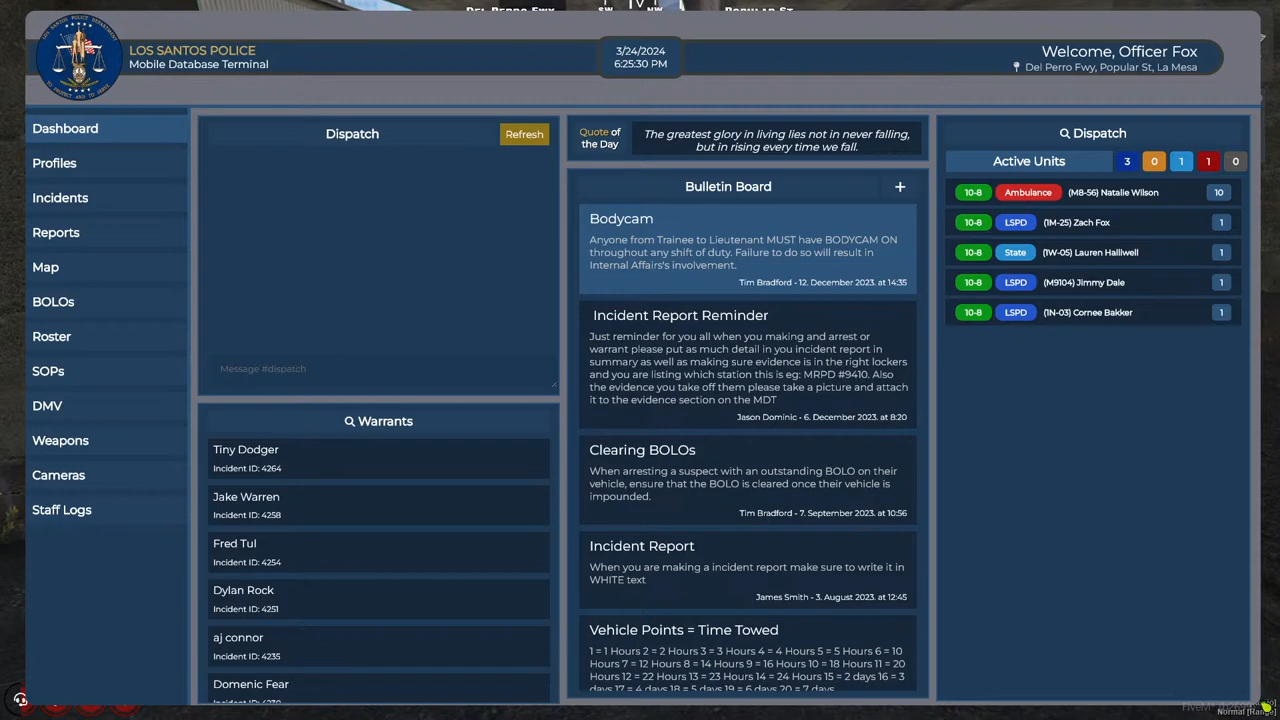 LOS SANTOS POLICE
Mobile Database Terminal
3/24/2024
6:25:30 PM
Welcome, Officer Fox
Del Perro Fwy, Popular St, La Mesa
Dashboard
Profiles
Incidents
Reports
Map
BOLOs
Roster
SOPs
DMV
Weapons
Cameras
Staff Logs
Dispatch
Refresh
Message #dispatch
Warrants
Tiny Dodger
Incident ID: 4264
Jake Warren
Incident ID: 4258
Fred Tul
Incident ID: 4254
Dylan Rock
Incident ID: 4251
aj connor
Incident ID: 4235
Domenic Fear
Quote of
the Day
The greatest glory in living lies not in never falling,
but in rising every time we fall.
Bulletin Board +
Bodycam
Anyone from Trainee to Lieutenant MUST have BODYCAM ON
throughout any shift of duty. Failure to do so will result in
Internal Affairs's involvement.
Tim Bradford - 12. December 2023. at 14:35
Incident Report Reminder
Just reminder for you all when you making and arrest or
warrant please put as much detail in you incident report in
summary as well as making sure evidence is in the right lockers
and you are listing which station this is eg: MRPD #9410. Also
the evidence you take off them please take a picture and attach
it to the evidence section on the MDT
Jason Dominic - 6. December 2023. at 8:20
Clearing BOLOs
When arresting a suspect with an outstanding BOLO on their
vehicle, ensure that the BOLO is cleared once their vehicle is
impounded.
Tim Bradford - 7. September 2023. at 10:56
Incident Report
When you are making a incident report make sure to write it in
WHITE text
James Smith - 3. August 2023. at 12:45
Vehicle Points = Time Towed
1 = 1 Hours 2 = 2 Hours 3 = 3 Hours 4 = 4 Hours 5 = 5 Hours 6 = 10
Hours 7 = 12 Hours 8 = 14 Hours 9 = 16 Hours 10 = 18 Hours 11 = 20
Hours 12 = 22 Hours 13 = 23 Hours 14 = 24 Hours 15 = 2 days 16 = 3
days 17 = 4 days 18 = 5 days 19 = 6 days 20 = 7 days
Dispatch
Active Units 3 0 1 1 0
10-8 Ambulance (M8-56) Natalie Wilson 10
10-8 LSPD (1M-25) Zach Fox 1
10-8 State (1W-05) Lauren Halliwell 1
10-8 LSPD (M9104) Jimmy Dale 1
10-8 LSPD (1N-03) Cornee Bakker 1